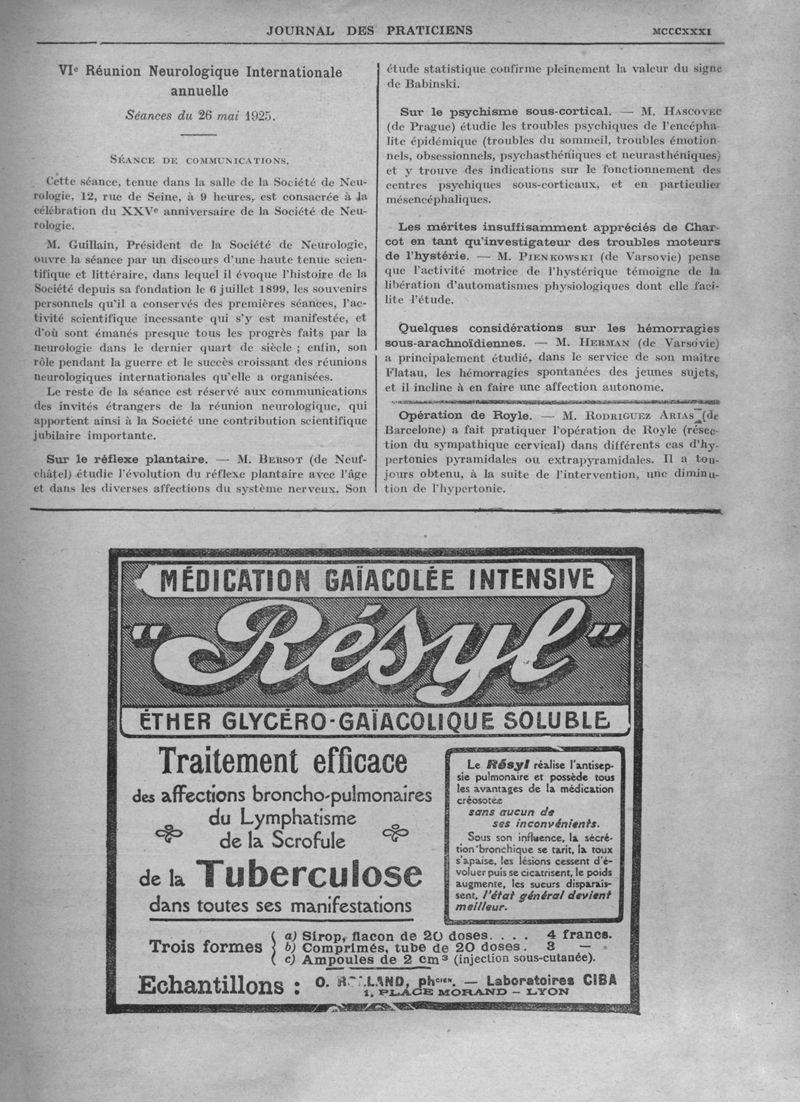 JOURNAL DES PRATICIENS
MCCCXXXI
VIe Réunion Neurologique Internationale
annuelle
Séances du 26 mai 1925.
SÉANCE DE COMMUNICATIONS.
Cette séance, tenue dans la salle de la Société de Neu-
rologie, 12, rue de Seine, à 9 heures, est consacrée à la
célébration du XXVe anniversaire de la Société de Neu-
rologie.
M. Guillain, Président de la Société de Neurologie,
ouvre la séance par un discours d'une haute tenue scien-
tifique et littéraire, dans lequel il évoque l'histoire de la
Société depuis sa fondation le 6 juillet 1899, les souvenirs
personnels qu'il a conservés des premières séances, l'ac-
tivité scientifique incessante qui s'y est manifestée, et
d'où sont émanés presque tous les progrès faits par la
neurologie dans le dernier quart de siècle ; enfin, son
rôle pendant la guerre et le succès croissant des réunions
neurologiques internationales qu'elle a organisées.
Le reste de la séance est réservé aux communications
des invités étrangers de la réunion neurologique, qui
apportent ainsi à la Société une contribution scientifique
jubilaire importante.
Sur le réflexe plantaire. — M. BERSOT (de Neuf-
châtel) étudie l'évolution du réflexe plantaire avec l'âge
et dans les diverses affections du système nerveux. Son
étude statistique confirme pleinement la valeur du signe
de Babinski.
Sur le psychisme sous-cortical. — M. HASCOVEC
(de Prague) étudie les troubles psychiques de l'encépha-
lite épidémique (troubles du sommeil, troubles émotion-
nels, obsessionnels, psychasthéniques et neurasthéniques)
et y trouve des indications sur le fonctionnement des
centres psychiques sous-corticaux, et en particulier
mésencéphaliques.
Les mérites insuffisamment appréciés de Char-
cot en tant qu'investigateur des troubles moteurs
de l'hystérie. — M. PIENKOWSKI (de Varsovie) pense
que l'activité motrice de l'hystérique témoigne de la
libération d'automatismes physiologiques dont elle faci-
lite l'étude.
Quelques considérations sur les hémorragies
sous-arachnoïdiennes. — M. HERMAN (de Varsovie)
a principalement étudié, dans le service de son maître
Flatau, les hémorragies spontanées des jeunes sujets,
et il incline à en faire une affection autonome.
Opération de Royle. — M. RODRIGUEZ ARIAS (de
Barcelone) a fait pratiquer l'opération de Royle (résec-
tion du sympathique cervical) dans différents cas d'hy-
pertonies pyramidales ou extrapyramidales. Il a tou-
jours obtenu, à la suite de l'intervention, une diminu-
tion de l'hypertonie.
MÉDICATION GAÏACOLÉE INTENSIVE
"Résyl"
ÉTHER GLYCÉRO-GAÏACOLIQUE SOLUBLE
Traitement efficace
des affections broncho-pulmonaires
du Lymphatisme
de la Scrofule
de la Tuberculose
dans toutes ses manifestations
Le Résyl réalise l'antisep-
sie pulmonaire et possède tous
les avantages de la médication
créosotée
sans aucun de
ses inconvénients.
Sous son influence, la sécré-
tion bronchique se tarit, la toux
s'apaise, les lésions cessent d'é-
voluer puis se cicatrisent, le poids
augmente, les sueurs disparais-
sent, l'état général devient
meilleur.
Trois formes
a) Sirop, flacon de 20 doses. . . . 4 francs.
b) Comprimés, tube de 20 doses. 3 —
c) Ampoules de 2 cm3 (injection sous-cutanée).
Echantillons : O. LAND, phcien. — Laboratoires CIBA
1, PLACE MORAND - LYON